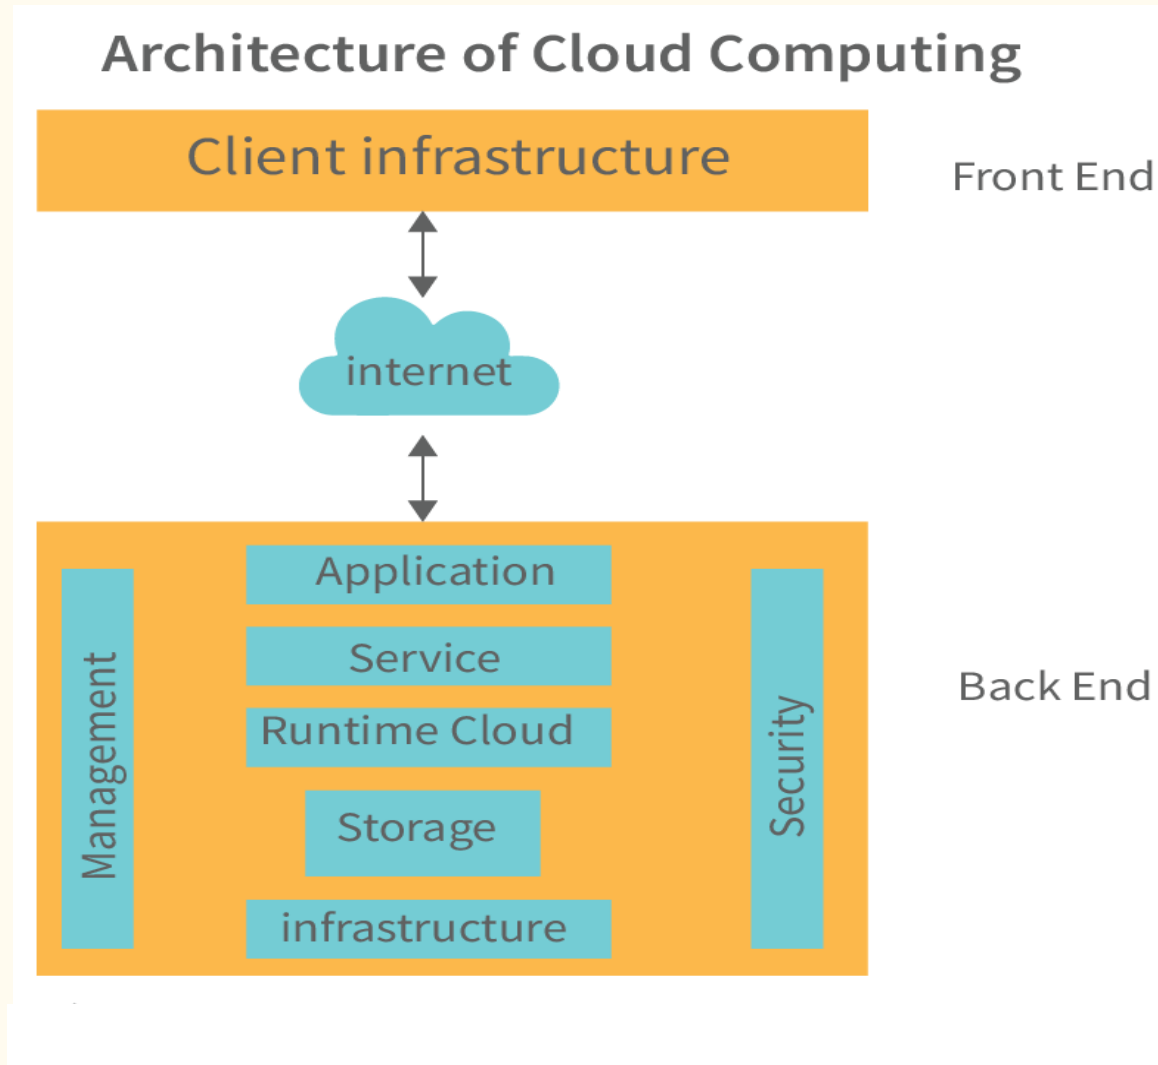 Architecture of Cloud Computing
Client infrastructure
Front End
internet
Application
Service
Runtime Cloud
Storage
infrastructure
Management
Security
Back End